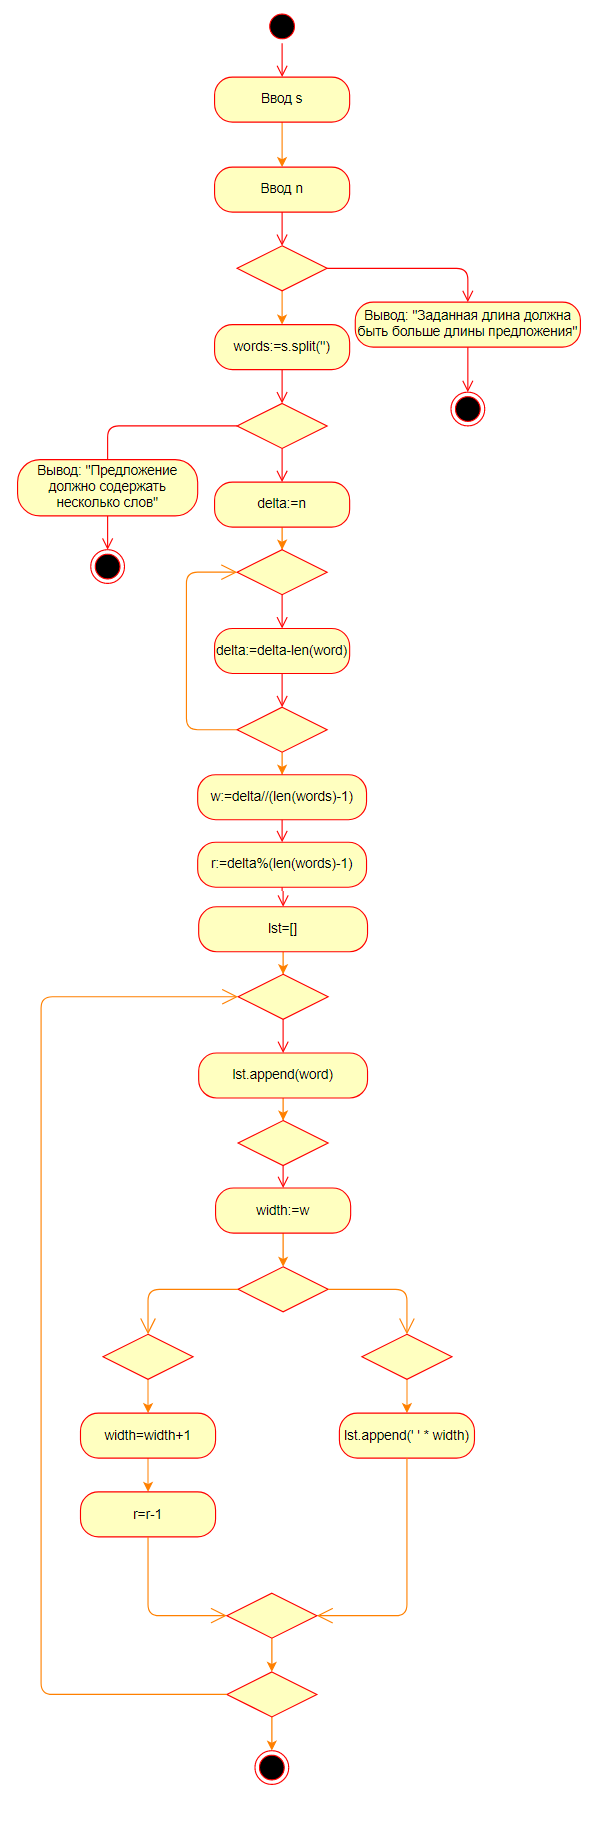 Ввод s
Ввод n
Вывод: "Заданная длина должна
быть больше длины предложения"
words:=s.split('')
Вывод: "Предложение
должно содержать
несколько слов"
delta:=n
delta:=delta-len(word)
w:=delta//(len(words)-1)
r:=delta%(len(words)-1)
lst=[]
lst.append(word)
width:=w
width=width+1
lst.append(' ' * width)
r=r-1